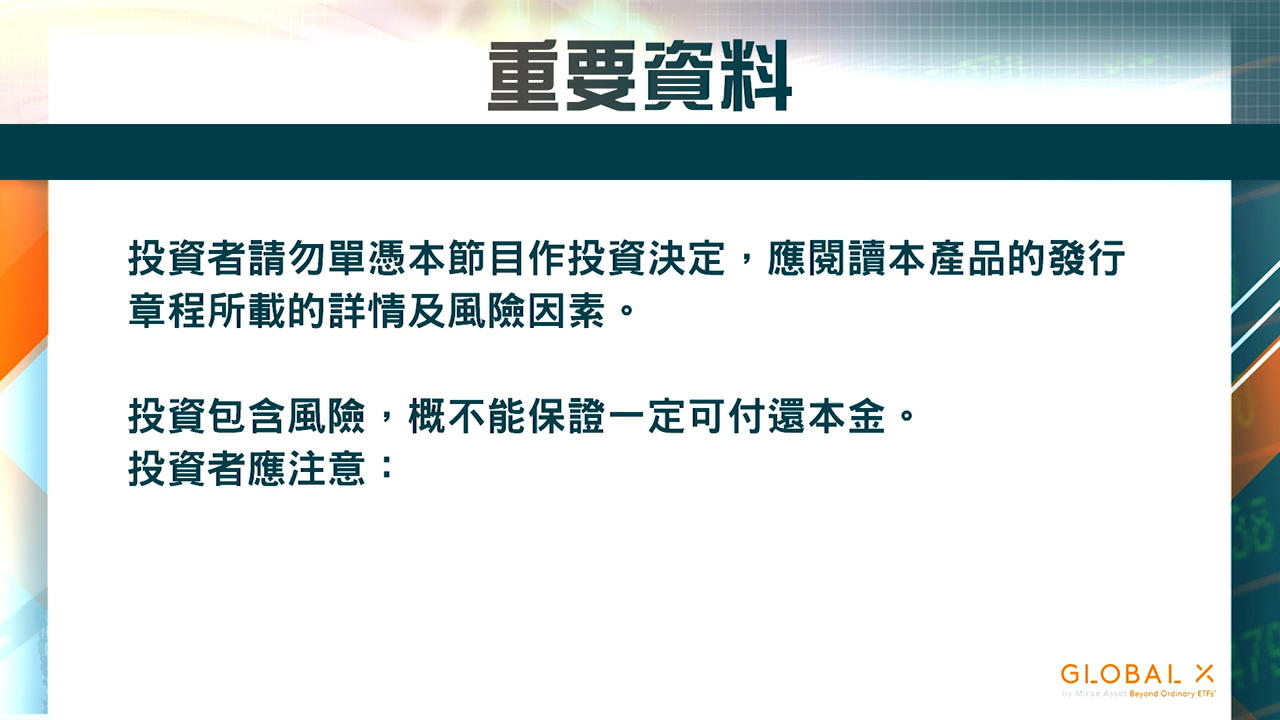 重要資料
投資者請勿單憑本節目作投資決定，應閱讀本產品的發行
章程所載的詳情及風險因素。
投資包含風險，概不能保證一定可付還本金。
投資者應注意：
GLOBAL X
by Mirae Asset Beyond Ordinary ETFs